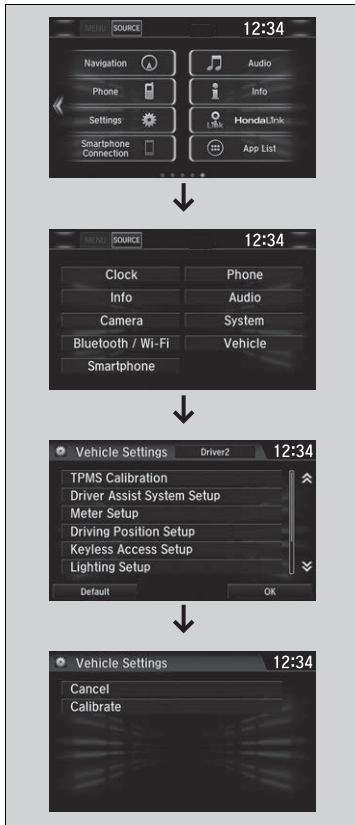 MENU SOURCE 12:34
Navigation Audio
Phone Info
Settings Link HondaLink
Smartphone
Connection App List
MENU SOURCE 12:34
Clock Phone
Info Audio
Camera System
Bluetooth / Wi-Fi Vehicle
Smartphone
Vehicle Settings Driver2 12:34
TPMS Calibration
Driver Assist System Setup
Meter Setup
Driving Position Setup
Keyless Access Setup
Lighting Setup
Default OK
Vehicle Settings 12:34
Cancel
Calibrate